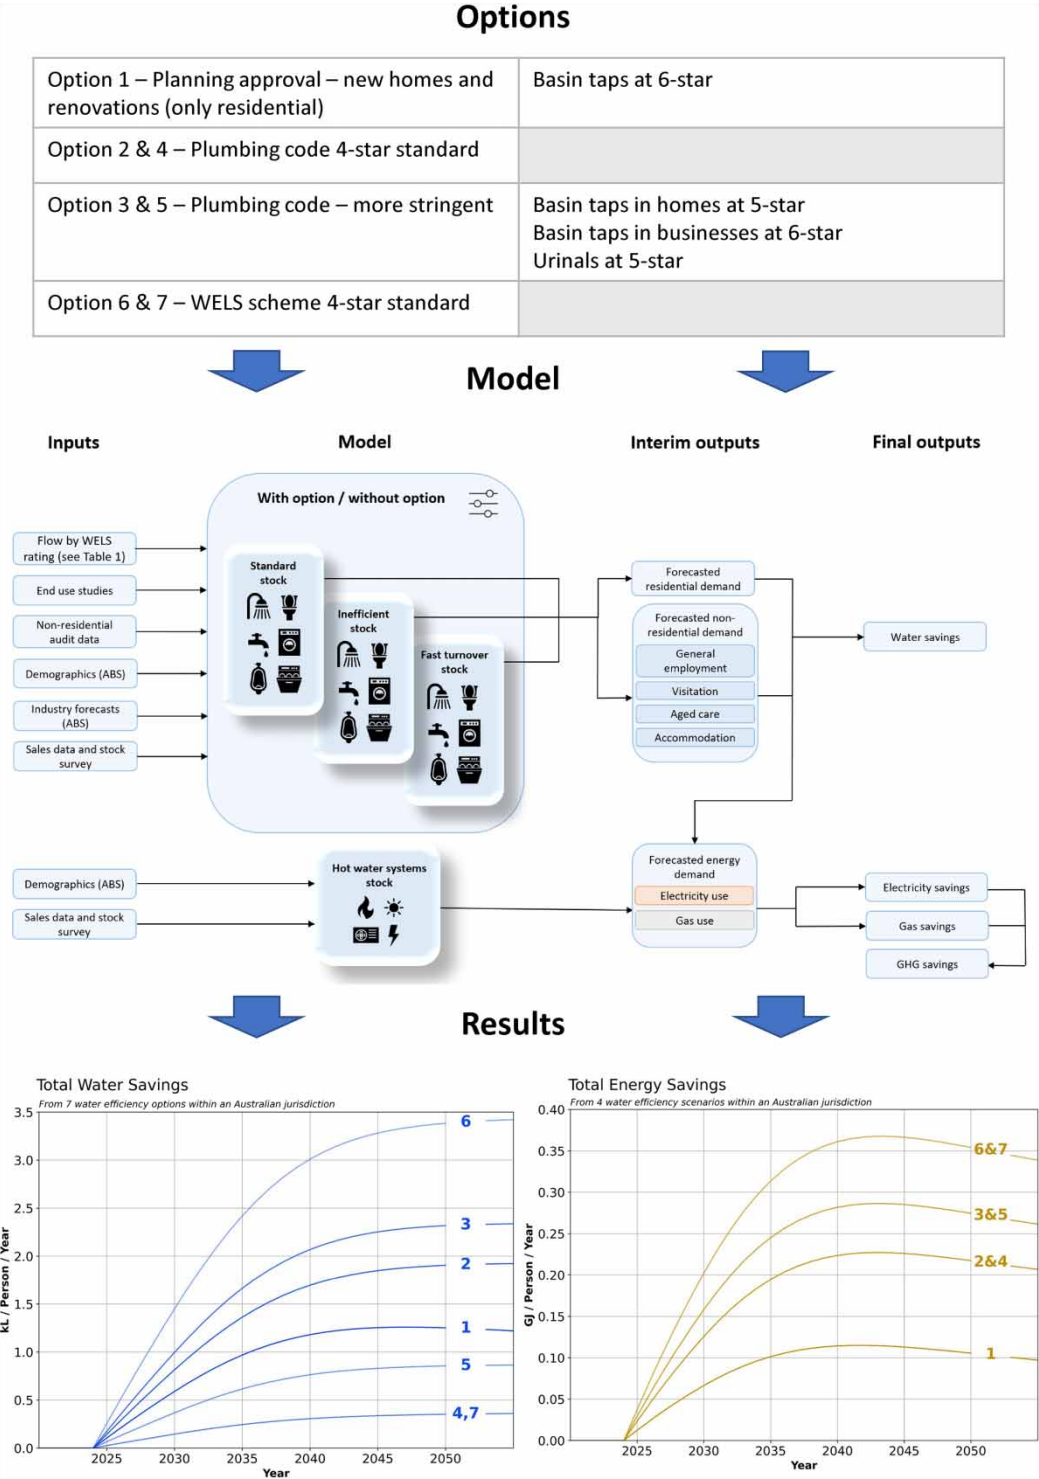 Options
Option 1 – Planning approval – new homes and
renovations (only residential)
Basin taps at 6-star
Option 2 & 4 – Plumbing code 4-star standard
Option 3 & 5 – Plumbing code – more stringent
Basin taps in homes at 5-star
Basin taps in businesses at 6-star
Urinals at 5-star
Option 6 & 7 – WELS scheme 4-star standard
Model
Inputs
Model
Interim outputs
Final outputs
With option / without option
Flow by WELS
rating (see Table 1)
End use studies
Non-residential
audit data
Demographics (ABS)
Industry forecasts
(ABS)
Sales data and stock
survey
Standard
stock
Inefficient
stock
Fast turnover
stock
Forecasted
residential demand
Forecasted non-
residential demand
General
employment
Visitation
Aged care
Accommodation
Water savings
Demographics (ABS)
Sales data and stock
survey
Hot water systems
stock
Forecasted energy
demand
Electricity use
Gas use
Electricity savings
Gas savings
GHG savings
Results
Total Water Savings
From 7 water efficiency options within an Australian jurisdiction
3.5
3.0
2.5
2.0
1.5
1.0
0.5
0.0
kL / Person / Year
6
3
2
1
5
4,7
2025
2030
2035
2040
2045
2050
Year
Total Energy Savings
From 4 water efficiency scenarios within an Australian jurisdiction
0.40
0.35
0.30
0.25
0.20
0.15
0.10
0.05
0.00
GJ / Person / Year
6&7
3&5
2&4
1
2025
2030
2035
2040
2045
2050
Year